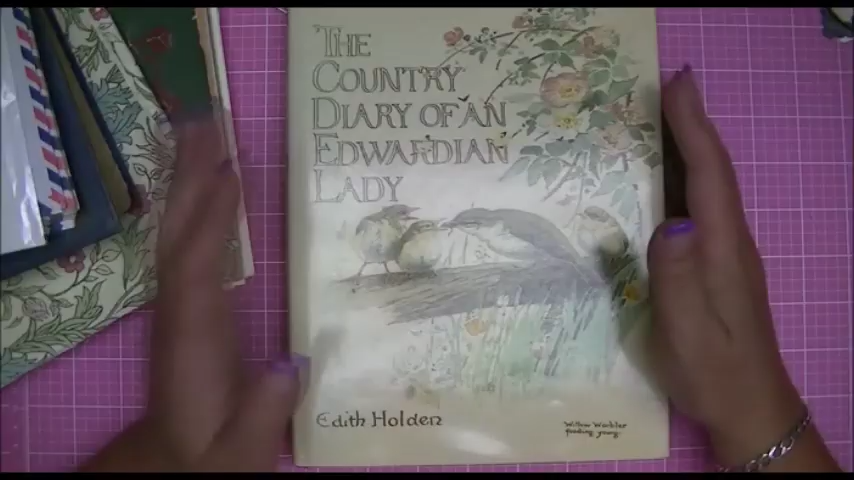 THE
COUNTRY
DIARY OF AN
EDWARDIAN
LADY
Edith Holden
Willow Warbler
feeding young.